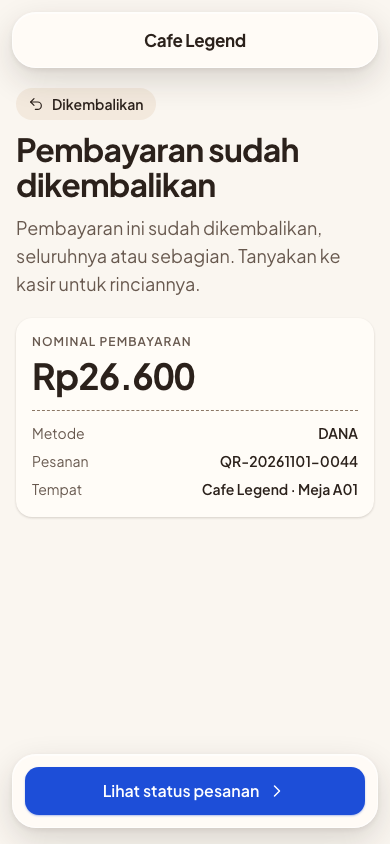 Cafe Legend
Dikembalikan
Pembayaran sudah
dikembalikan
Pembayaran ini sudah dikembalikan,
seluruhnya atau sebagian. Tanyakan ke
kasir untuk rinciannya.
NOMINAL PEMBAYARAN
Rp26.600
Metode DANA
Pesanan QR-20261101-0044
Tempat Cafe Legend · Meja A01
Lihat status pesanan